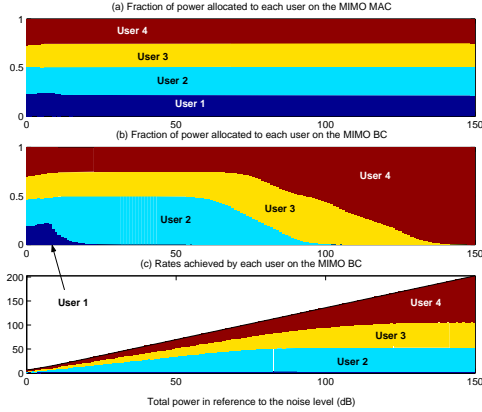 (a) Fraction of power allocated to each user on the MIMO MAC
1
User 4
User 3
0.5
User 2
User 1
0
0 50 100 150
(b) Fraction of power allocated to each user on the MIMO BC
1
User 4
0.5
User 2
User 3
0
0 50 100 150
(c) Rates achieved by each user on the MIMO BC
User 1
200
150
User 4
100
User 3
50
User 2
0
0 50 100 150
Total power in reference to the noise level (dB)